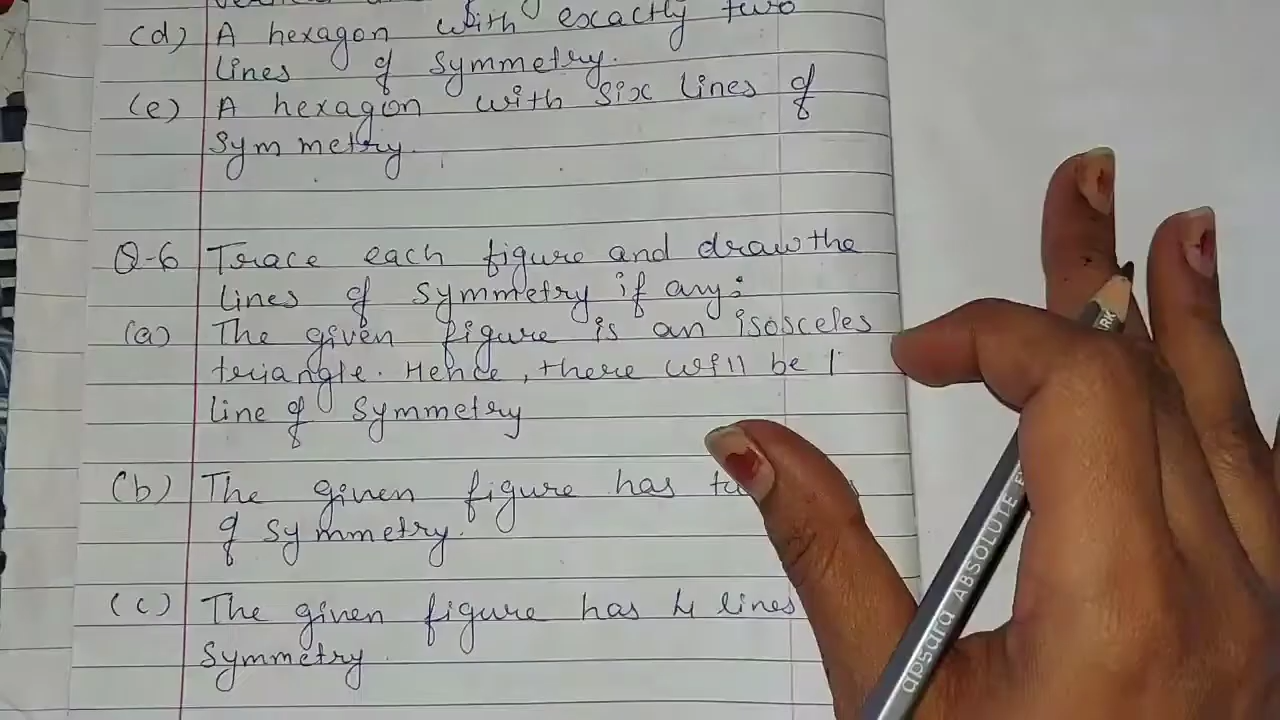 (d) A hexagon with exactly two
lines of symmetry.
(e) A hexagon with six lines of
symmetry.
Q-6 Trace each figure and draw the
lines of symmetry if any:
(a) The given figure is an isosceles
triangle. Hence, there will be 1
line of symmetry
(b) The given figure has
of symmetry.
(c) The given figure has 4 lines
symmetry.
apsara ABSOLUTE